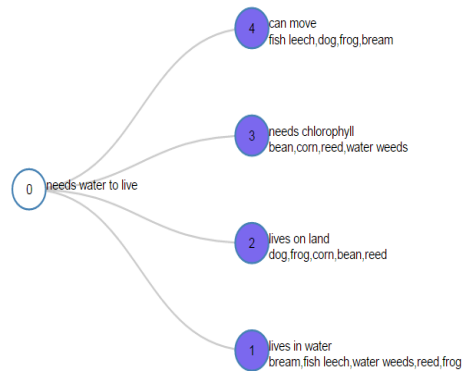 4
can move
fish leech,dog,frog,bream
3
needs chlorophyll
bean,corn,reed,water weeds
0
needs water to live
2
lives on land
dog,frog,corn,bean,reed
1
lives in water
bream,fish leech,water weeds,reed,frog